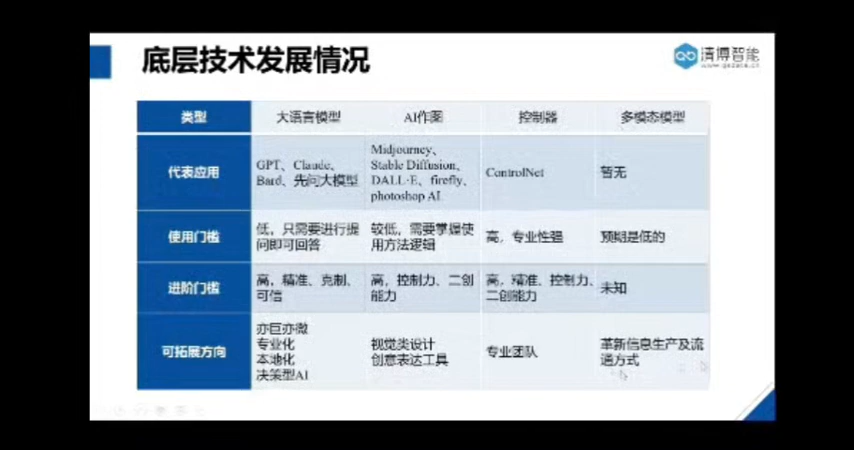 底层技术发展情况
清博智能
类型 大语言模型 AI作图 控制器 多模态模型
代表应用
GPT、Claude、
Bard、先问大模型
Midjourney、
Stable Diffusion、
DALL·E、firefly、
photoshop AI
ControlNet
暂无
使用门槛
低，只需要进行提
问即可回答
较低，需要掌握使
用方法逻辑
高，专业性强
预期是低的
进阶门槛
高，精准、克制、
可信
高，控制力、二创
能力
高，精准、控制力、
二创能力
未知
可拓展方向
亦巨亦微
专业化
本地化
决策型AI
视觉类设计
创意表达工具
专业团队
革新信息生产及流
通方式